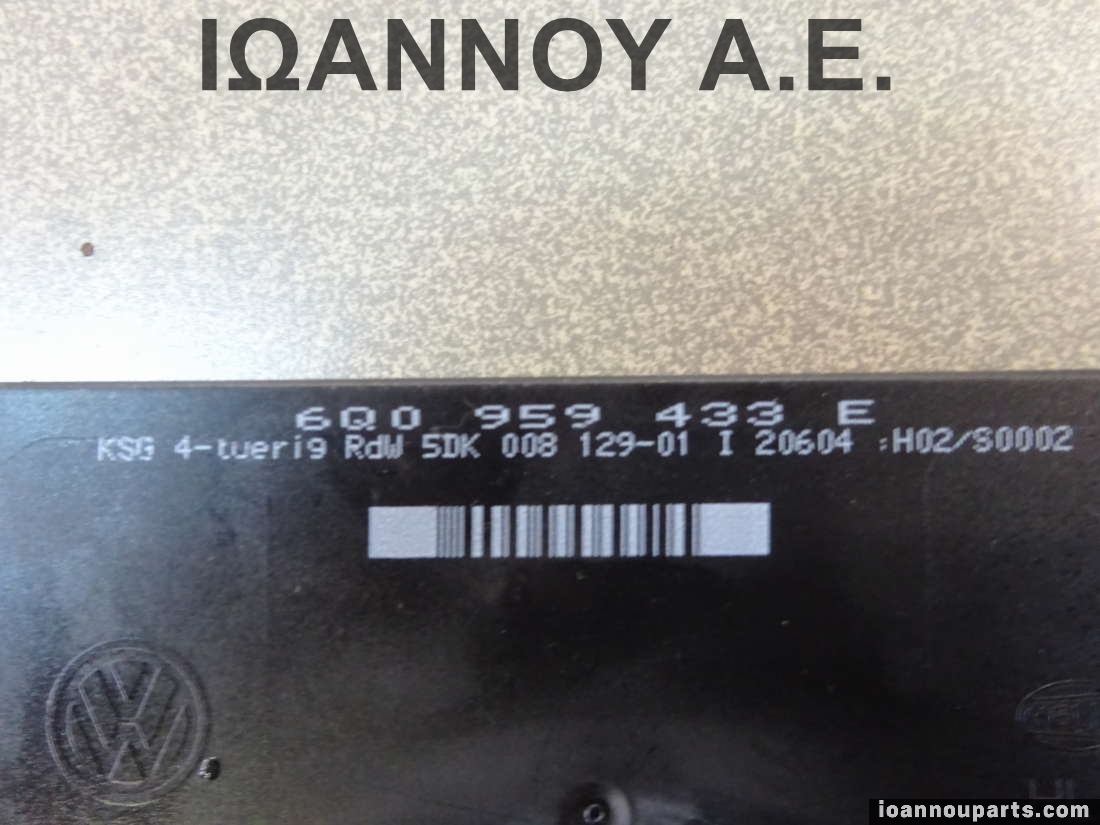 ΙΩΑΝΝΟΥ Α.Ε.
6Q0 959 433 E
KSG 4-tuerig RdW 5DK 008 129-01 I 20604 :H02/S0002
ioannouparts.com